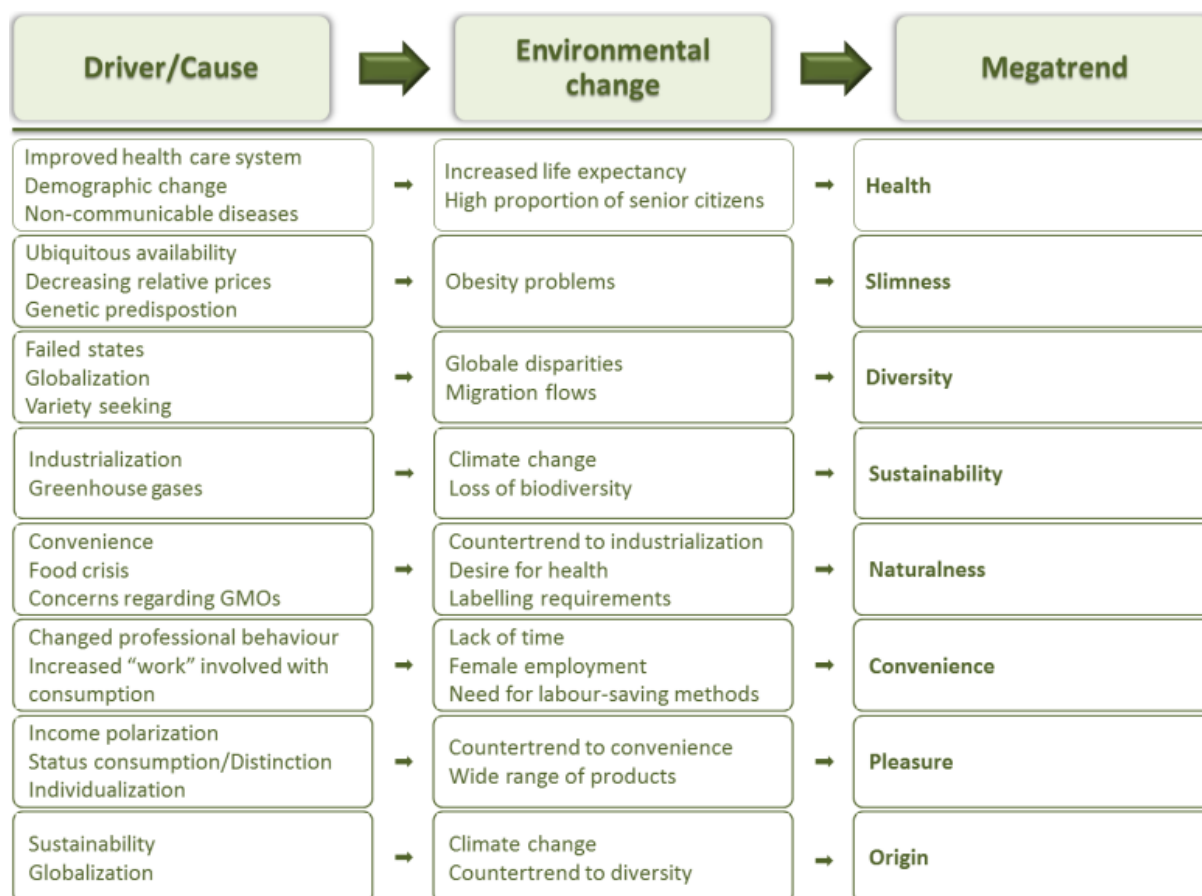 Driver/Cause
Environmental
change
Megatrend
Improved health care system
Demographic change
Non-communicable diseases
Increased life expectancy
High proportion of senior citizens
Health
Ubiquitous availability
Decreasing relative prices
Genetic predispostion
Obesity problems
Slimness
Failed states
Globalization
Variety seeking
Globale disparities
Migration flows
Diversity
Industrialization
Greenhouse gases
Climate change
Loss of biodiversity
Sustainability
Convenience
Food crisis
Concerns regarding GMOs
Countertrend to industrialization
Desire for health
Labelling requirements
Naturalness
Changed professional behaviour
Increased “work” involved with
consumption
Lack of time
Female employment
Need for labour-saving methods
Convenience
Income polarization
Status consumption/Distinction
Individualization
Countertrend to convenience
Wide range of products
Pleasure
Sustainability
Globalization
Climate change
Countertrend to diversity
Origin